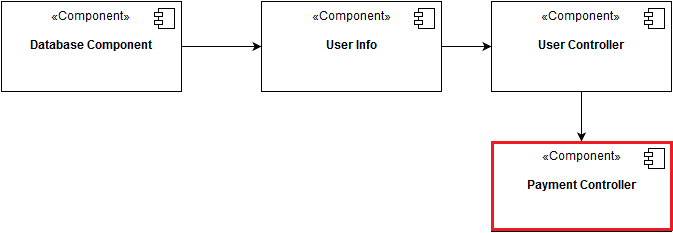 «Component»
Database Component
«Component»
User Info
«Component»
User Controller
«Component»
Payment Controller